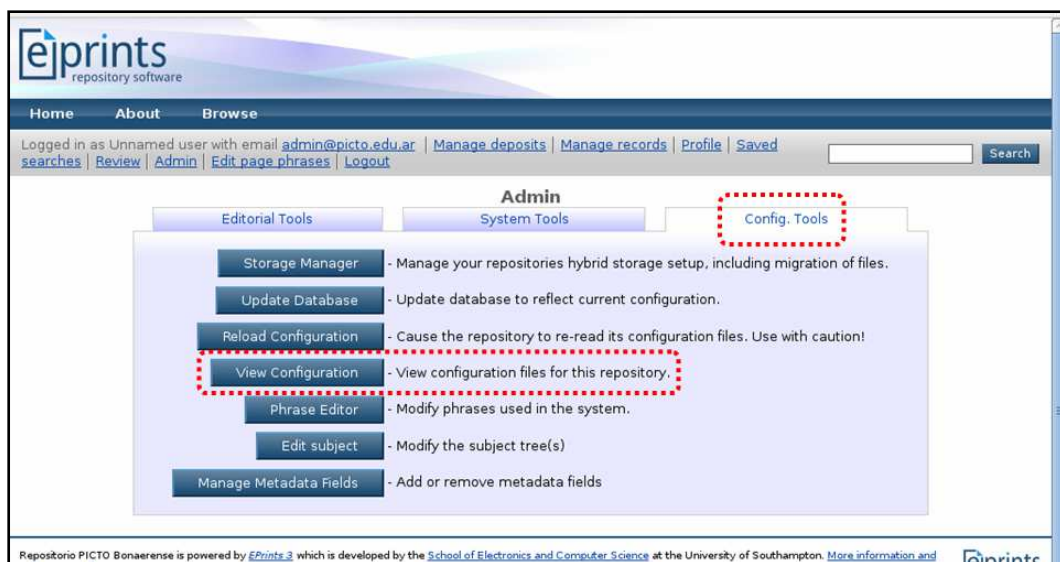 eprints
repository software
Home About Browse
Logged in as Unnamed user with email admin@picto.edu.ar | Manage deposits | Manage records | Profile | Saved
searches | Review | Admin | Edit page phrases | Logout
Search
Admin
Editorial Tools System Tools Config. Tools
Storage Manager - Manage your repositories hybrid storage setup, including migration of files.
Update Database - Update database to reflect current configuration.
Reload Configuration - Cause the repository to re-read its configuration files. Use with caution!
View Configuration - View configuration files for this repository.
Phrase Editor - Modify phrases used in the system.
Edit subject - Modify the subject tree(s)
Manage Metadata Fields - Add or remove metadata fields
Repositorio PICTO Bonaerense is powered by EPrints 3 which is developed by the School of Electronics and Computer Science at the University of Southampton. More information and
eprints